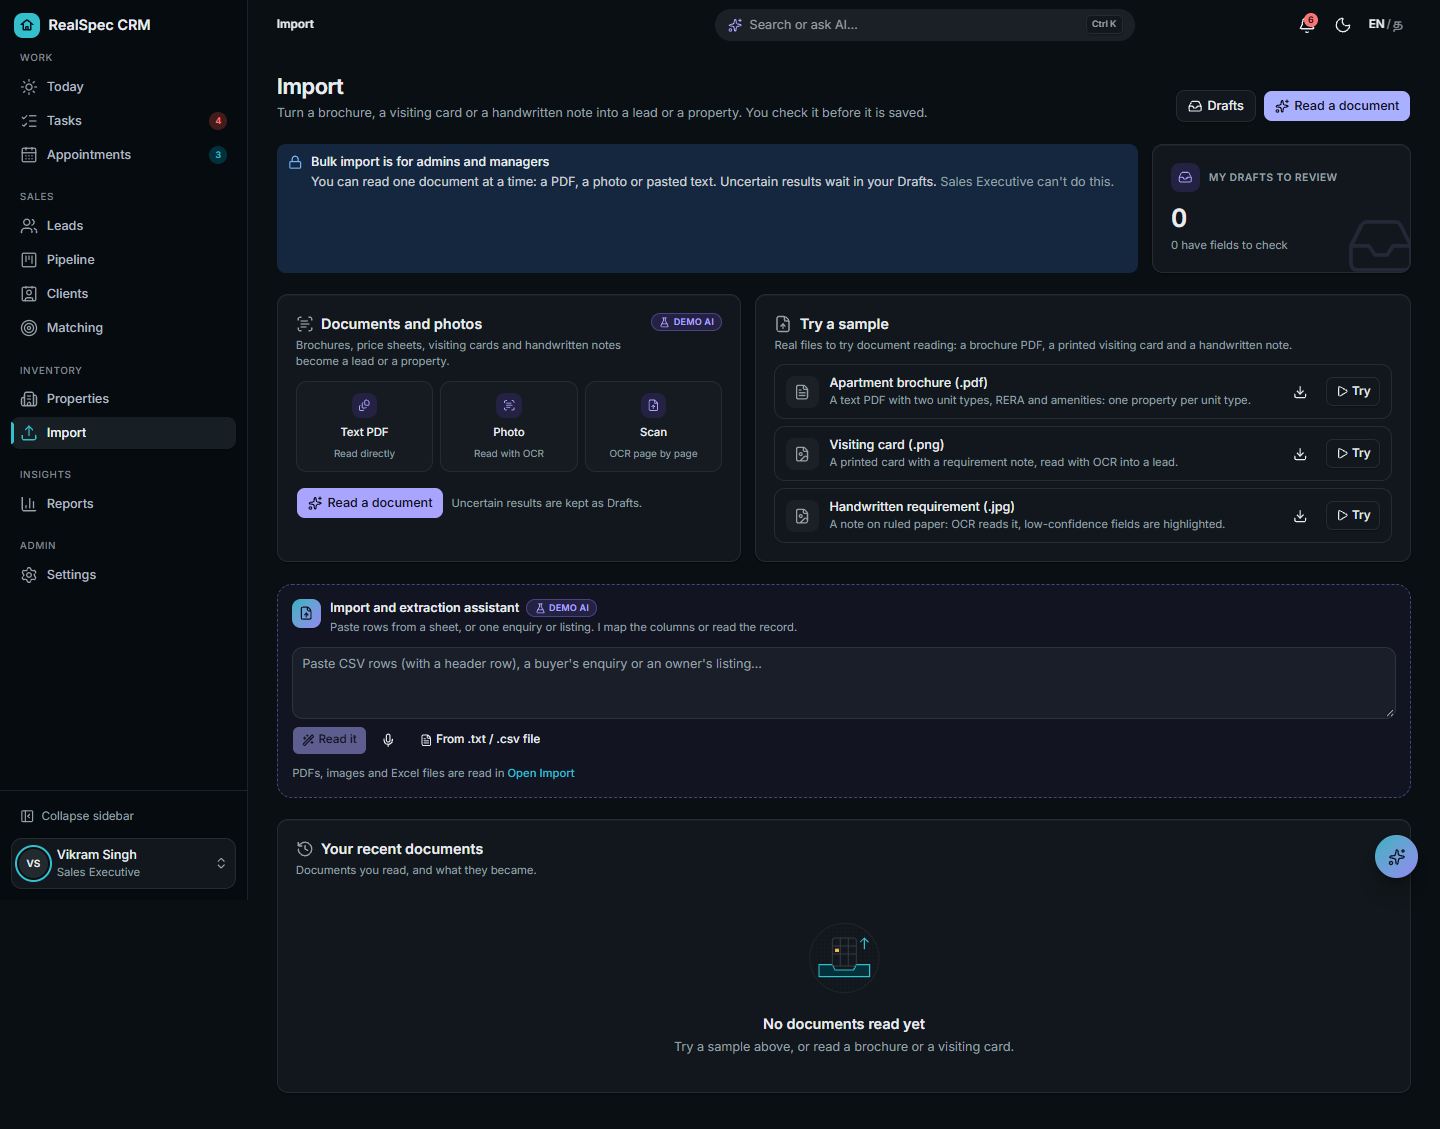 RealSpec CRM
WORK
Today
Tasks
4
Appointments
3
SALES
Leads
Pipeline
Clients
Matching
INVENTORY
Properties
Import
INSIGHTS
Reports
ADMIN
Settings
Collapse sidebar
VS
Vikram Singh
Sales Executive
Import
Search or ask AI...
Ctrl K
6
EN / த
Import
Turn a brochure, a visiting card or a handwritten note into a lead or a property. You check it before it is saved.
Drafts
Read a document
Bulk import is for admins and managers
You can read one document at a time: a PDF, a photo or pasted text. Uncertain results wait in your Drafts. Sales Executive can't do this.
MY DRAFTS TO REVIEW
0
0 have fields to check
Documents and photos
DEMO AI
Brochures, price sheets, visiting cards and handwritten notes
become a lead or a property.
Text PDF
Read directly
Photo
Read with OCR
Scan
OCR page by page
Read a document
Uncertain results are kept as Drafts.
Try a sample
Real files to try document reading: a brochure PDF, a printed visiting card and a handwritten note.
Apartment brochure (.pdf)
A text PDF with two unit types, RERA and amenities: one property per unit type.
Try
Visiting card (.png)
A printed card with a requirement note, read with OCR into a lead.
Try
Handwritten requirement (.jpg)
A note on ruled paper: OCR reads it, low-confidence fields are highlighted.
Try
Import and extraction assistant
DEMO AI
Paste rows from a sheet, or one enquiry or listing. I map the columns or read the record.
Paste CSV rows (with a header row), a buyer's enquiry or an owner's listing...
Read it
From .txt / .csv file
PDFs, images and Excel files are read in Open Import
Your recent documents
Documents you read, and what they became.
No documents read yet
Try a sample above, or read a brochure or a visiting card.